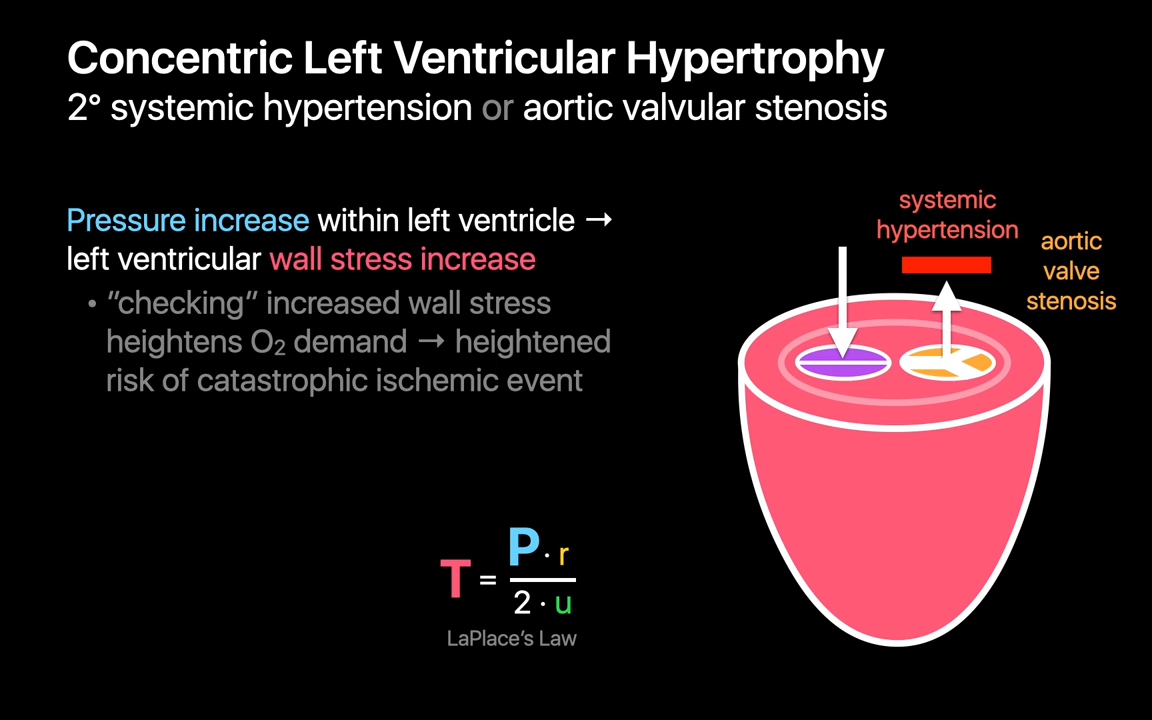 Concentric Left Ventricular Hypertrophy
2° systemic hypertension or aortic valvular stenosis
Pressure increase within left ventricle →
left ventricular wall stress increase
• ”checking” increased wall stress
heightens O₂ demand → heightened
risk of catastrophic ischemic event
systemic
hypertension
aortic
valve
stenosis
T = P · r
2 · u
LaPlace’s Law